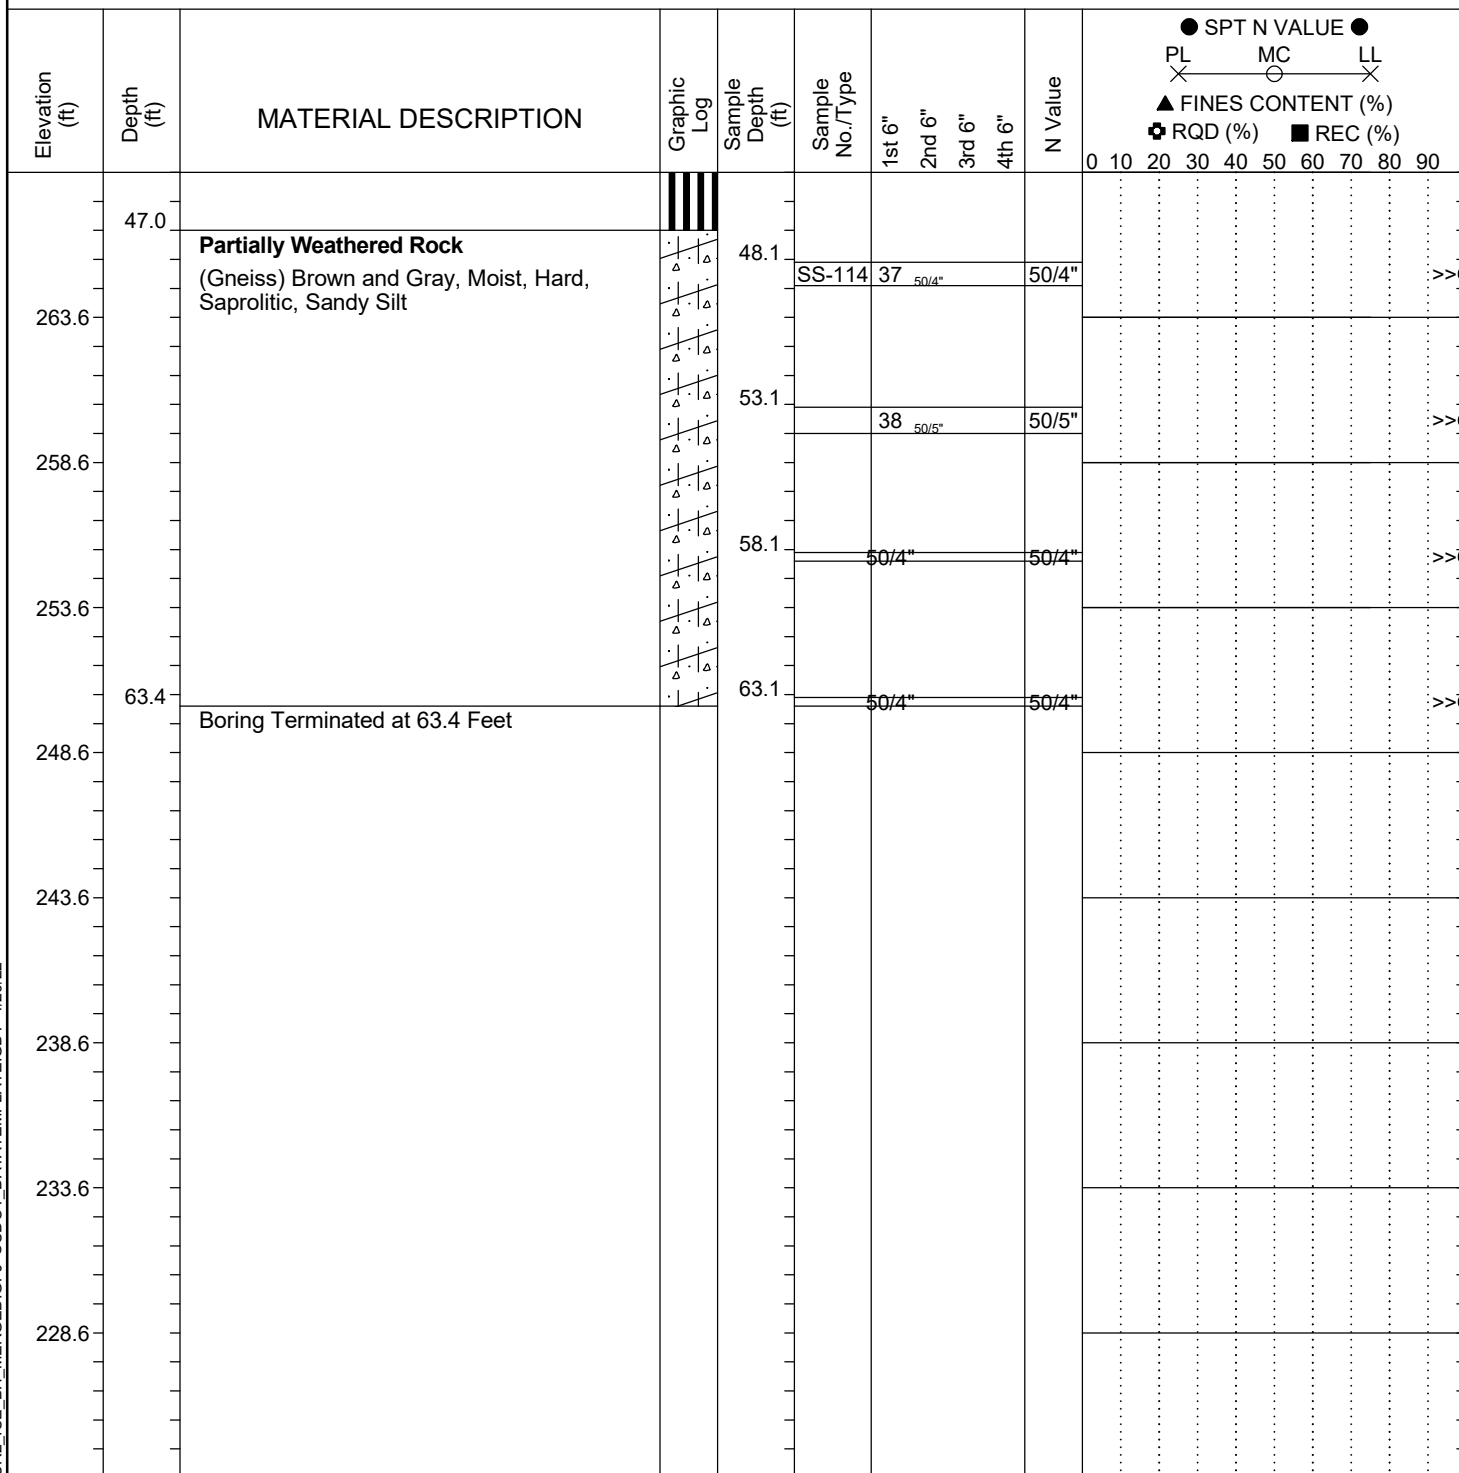 Elevation (ft)
Depth (ft)
MATERIAL DESCRIPTION
Graphic Log
Sample Depth (ft)
Sample No./Type
1st 6"
2nd 6"
3rd 6"
4th 6"
N Value
SPT N VALUE
PL MC LL
FINES CONTENT (%)
RQD (%) REC (%)
0 10 20 30 40 50 60 70 80 90
47.0
Partially Weathered Rock
(Gneiss) Brown and Gray, Moist, Hard,
Saprolitic, Sandy Silt
48.1
SS-114 37 50/4" 50/4" >>
263.6
53.1
38 50/5" 50/5" >>
258.6
58.1
50/4" 50/4" >>
253.6
63.4
63.1
50/4" 50/4" >>
Boring Terminated at 63.4 Feet
248.6
243.6
238.6
233.6
228.6